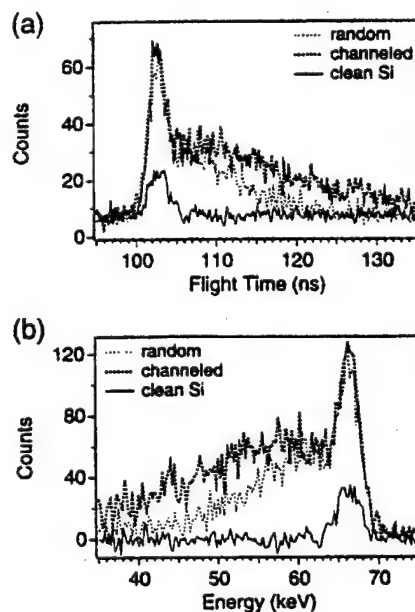 (a)
random
channeled
clean Si
60
40
20
0
Counts
100
110
120
130
Flight Time (ns)
(b)
random
channeled
clean Si
120
80
40
0
Counts
40
50
60
70
Energy (keV)